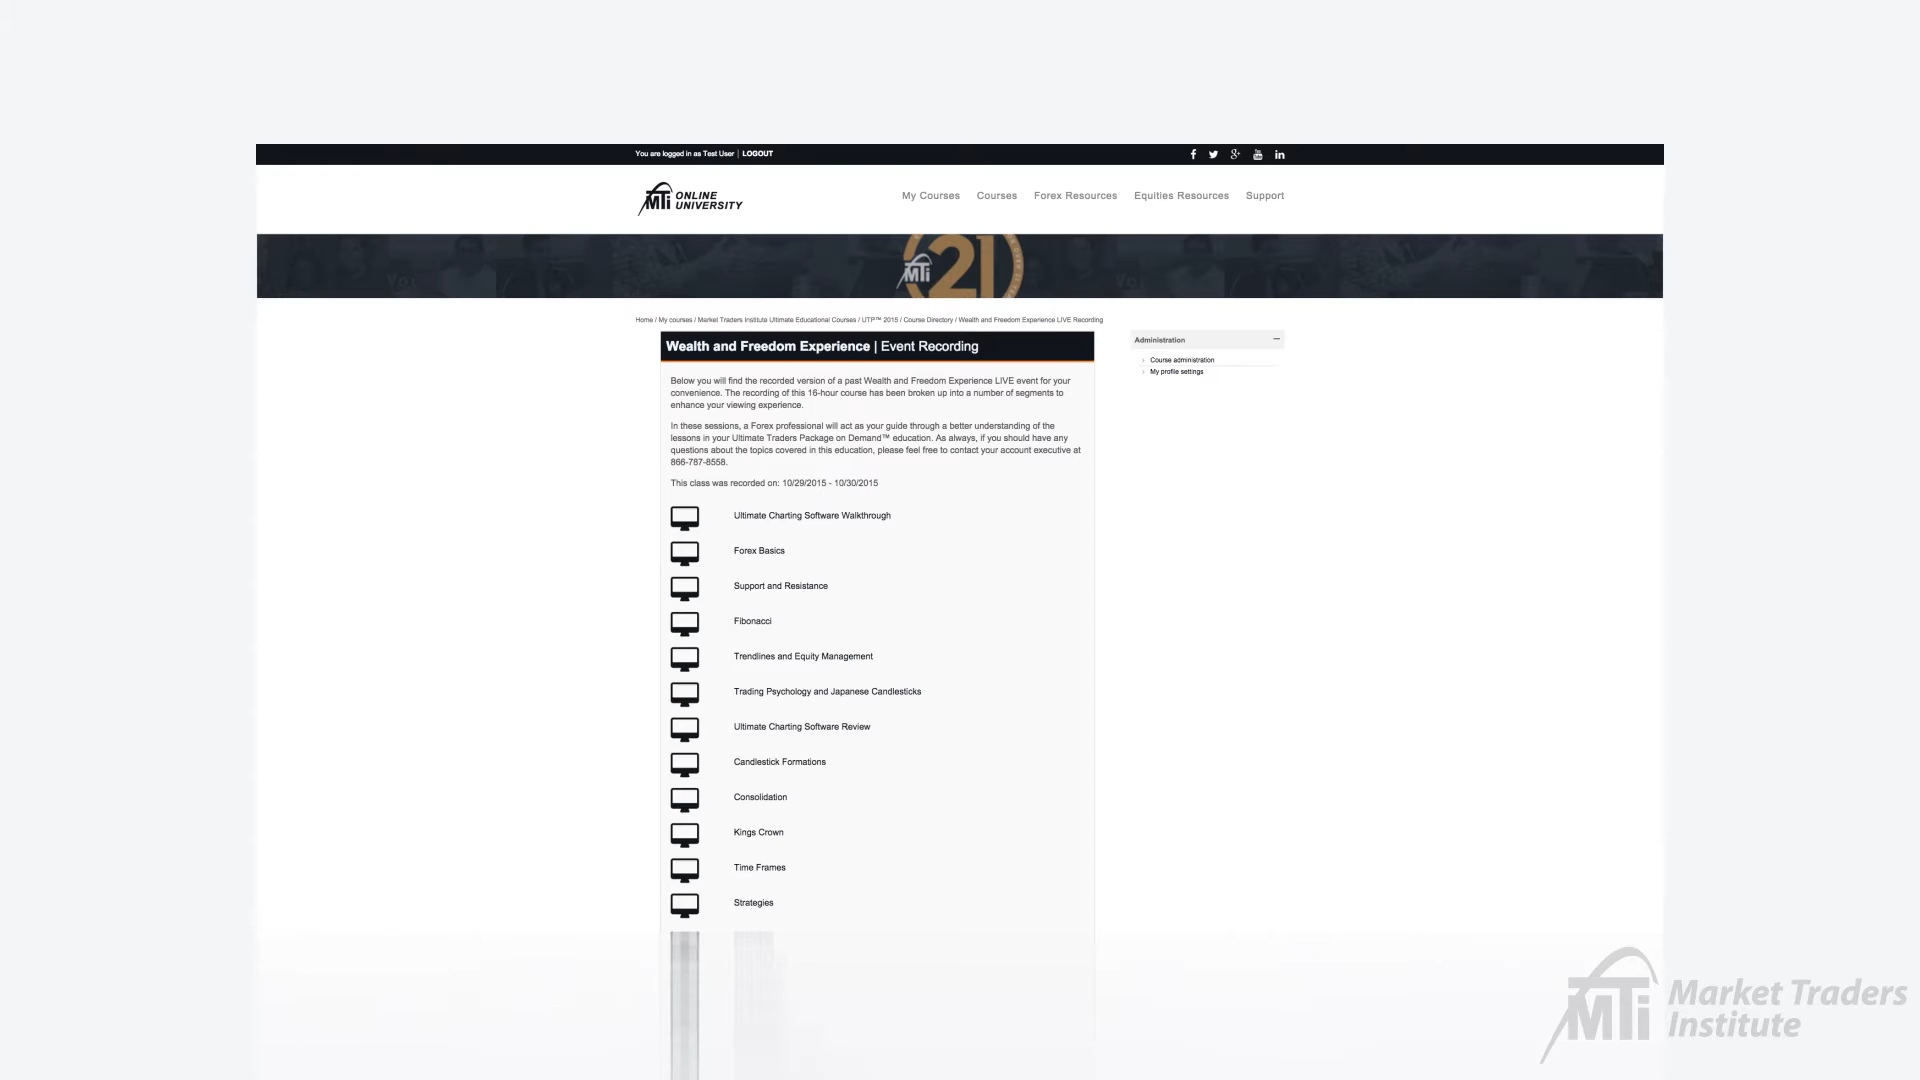 You are logged in as Test User | LOGOUT
MTi ONLINE UNIVERSITY
My Courses Courses Forex Resources Equities Resources Support
MTi 21
Home / My courses / Market Traders Institute Ultimate Educational Courses / UTP™ 2015 / Course Directory / Wealth and Freedom Experience LIVE Recording
Wealth and Freedom Experience | Event Recording
Below you will find the recorded version of a past Wealth and Freedom Experience LIVE event for your
convenience. The recording of this 16-hour course has been broken up into a number of segments to
enhance your viewing experience.
In these sessions, a Forex professional will act as your guide through a better understanding of the
lessons in your Ultimate Traders Package on Demand™ education. As always, if you should have any
questions about the topics covered in this education, please feel free to contact your account executive at
866-787-8558.
This class was recorded on: 10/29/2015 - 10/30/2015
Ultimate Charting Software Walkthrough
Forex Basics
Support and Resistance
Fibonacci
Trendlines and Equity Management
Trading Psychology and Japanese Candlesticks
Ultimate Charting Software Review
Candlestick Formations
Consolidation
Kings Crown
Time Frames
Strategies
Administration
Course administration
My profile settings
MTi Market Traders
Institute